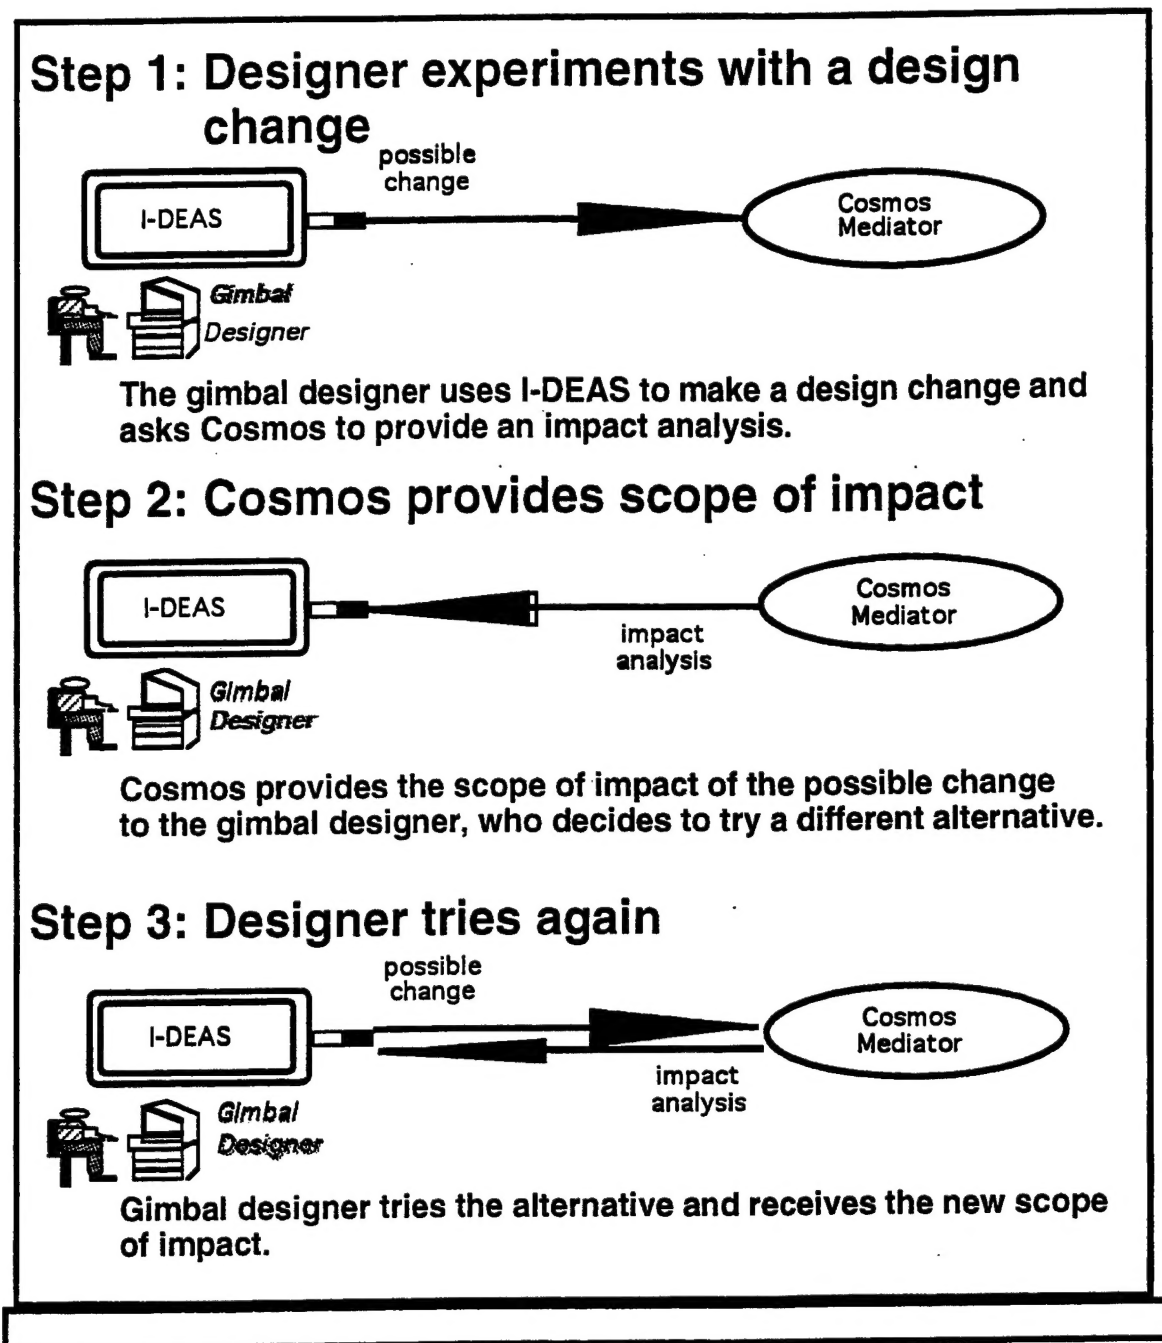 Step 1: Designer experiments with a design
change
possible
change
I-DEAS
Cosmos
Mediator
Gimbal
Designer
The gimbal designer uses I-DEAS to make a design change and
asks Cosmos to provide an impact analysis.
Step 2: Cosmos provides scope of impact
I-DEAS
Cosmos
Mediator
impact
analysis
Gimbal
Designer
Cosmos provides the scope of impact of the possible change
to the gimbal designer, who decides to try a different alternative.
Step 3: Designer tries again
possible
change
I-DEAS
Cosmos
Mediator
impact
analysis
Gimbal
Designer
Gimbal designer tries the alternative and receives the new scope
of impact.